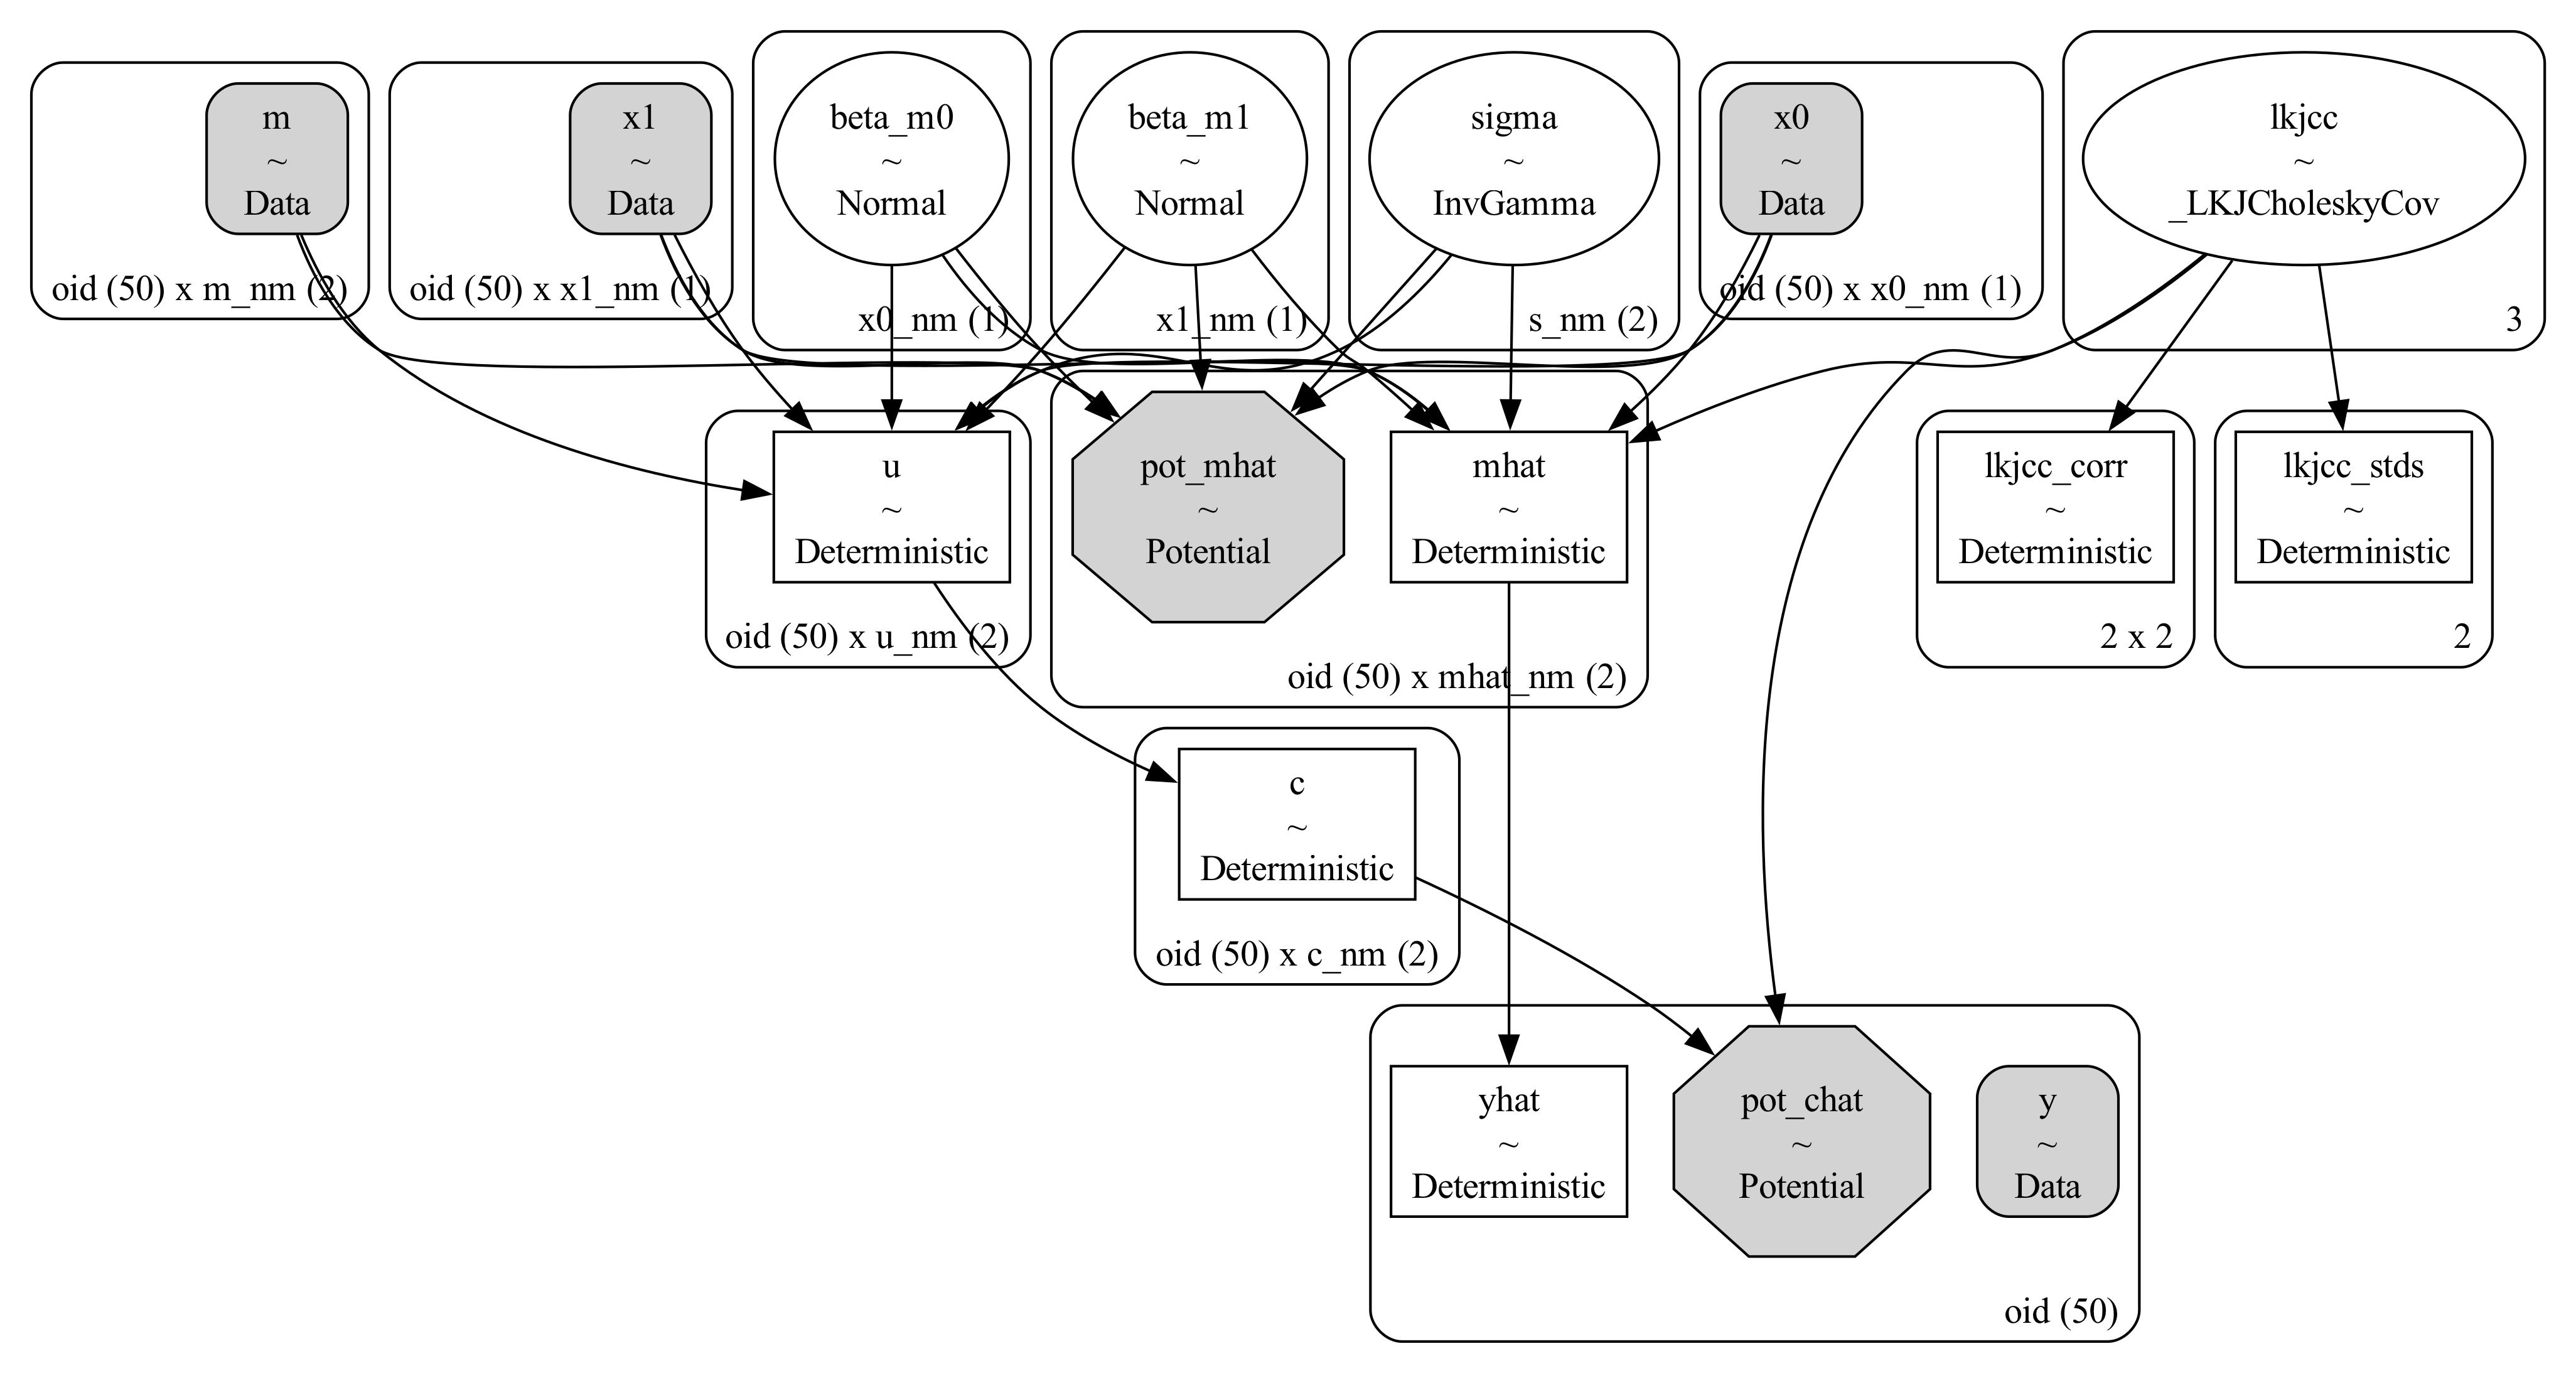 m
~
Data
oid (50) x m_nm (2)
x1
~
Data
oid (50) x x1_nm (1)
beta_m0
~
Normal
x0_nm (1)
beta_m1
~
Normal
x1_nm (1)
sigma
~
InvGamma
s_nm (2)
x0
~
Data
oid (50) x x0_nm (1)
lkjcc
~
_LKJCholeskyCov
3
u
~
Deterministic
oid (50) x u_nm (2)
pot_mhat
~
Potential
mhat
~
Deterministic
oid (50) x mhat_nm (2)
lkjcc_corr
~
Deterministic
2 x 2
lkjcc_stds
~
Deterministic
2
c
~
Deterministic
oid (50) x c_nm (2)
yhat
~
Deterministic
pot_chat
~
Potential
y
~
Data
oid (50)